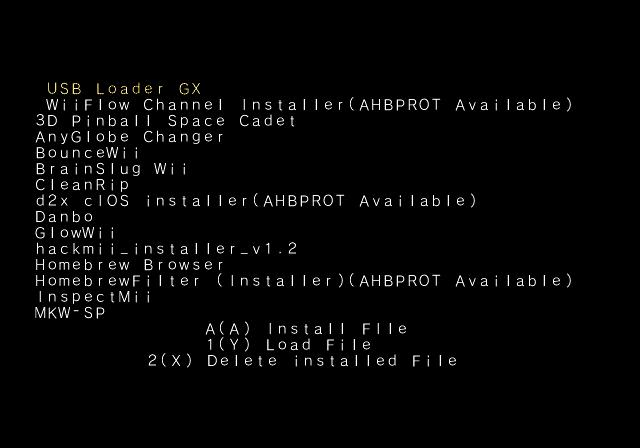 USB Loader GX
WiiFlow Channel Installer(AHBPROT Available)
3D Pinball Space Cadet
AnyGlobe Changer
BounceWii
BrainSlug Wii
CleanRip
d2x cIOS installer(AHBPROT Available)
Danbo
GlowWii
hackmii_installer_v1.2
Homebrew Browser
HomebrewFilter (Installer)(AHBPROT Available)
InspectMii
MKW-SP
A(A) Install FIle
1(Y) Load File
2(X) Delete installed File